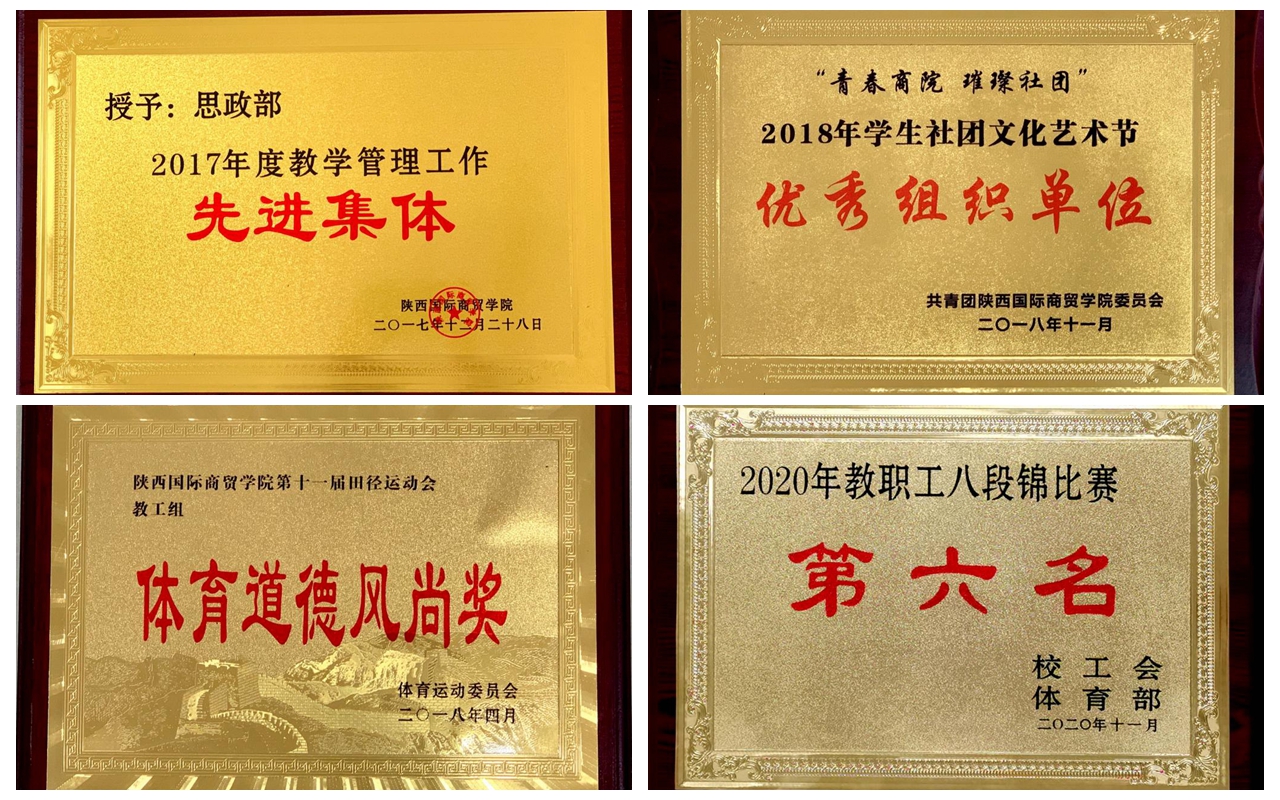 授予：思政部
2017年度教学管理工作
先进集体
陕西国际商贸学院
二〇一七年十二月二十八日
“青春商院 璀璨社团”
2018年学生社团文化艺术节
优秀组织单位
共青团陕西国际商贸学院委员会
二〇一八年十一月
陕西国际商贸学院第十一届田径运动会
教工组
体育道德风尚奖
体育运动委员会
二〇一八年四月
2020年教职工八段锦比赛
第六名
校工会
体育部
二〇二〇年十一月